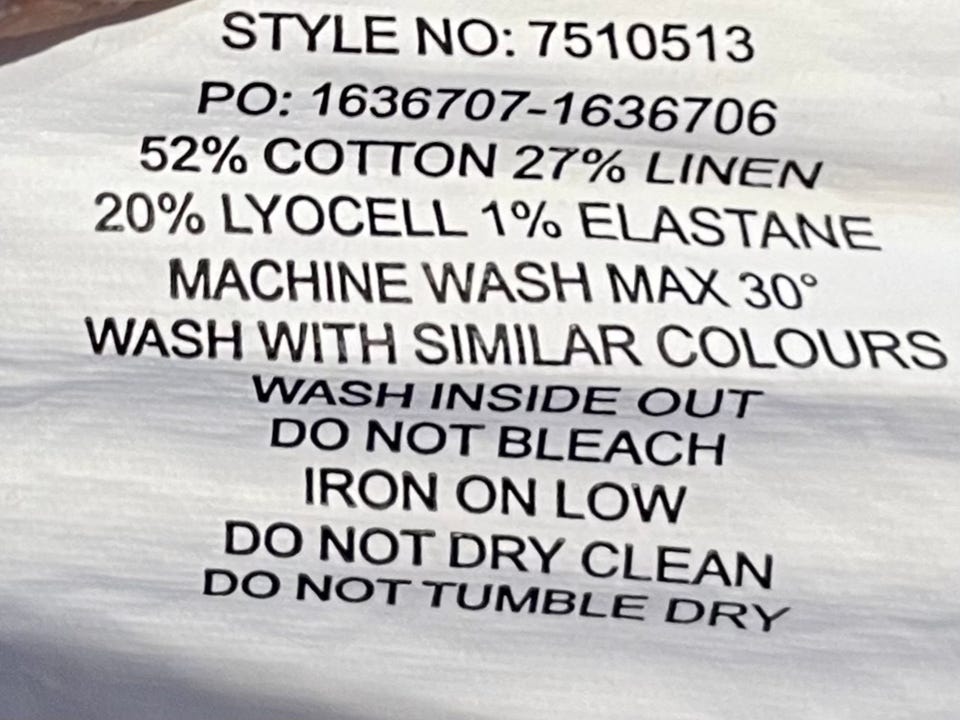 STYLE NO: 7510513
PO: 1636707-1636706
52% COTTON 27% LINEN
20% LYOCELL 1% ELASTANE
MACHINE WASH MAX 30°
WASH WITH SIMILAR COLOURS
WASH INSIDE OUT
DO NOT BLEACH
IRON ON LOW
DO NOT DRY CLEAN
DO NOT TUMBLE DRY